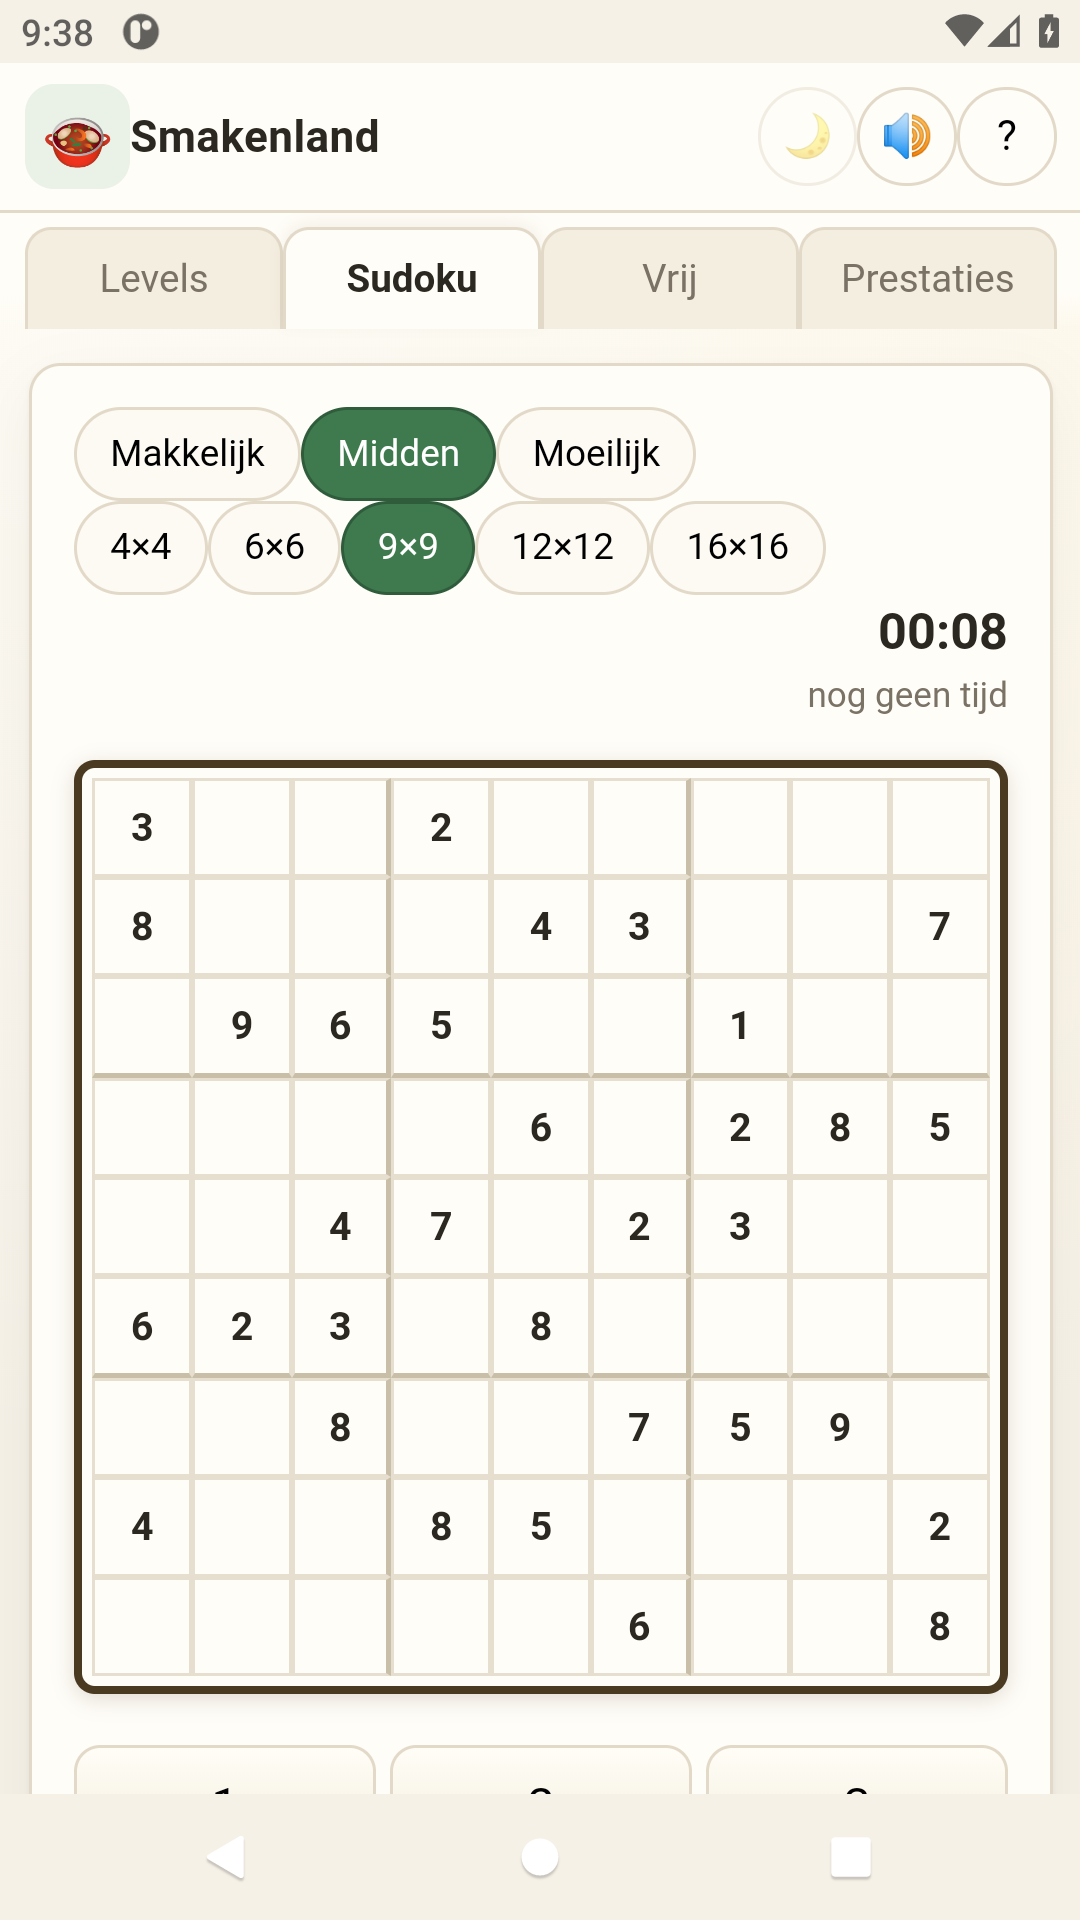 9:38
Smakenland
?
Levels Sudoku Vrij Prestaties
Makkelijk Midden Moeilijk
4×4 6×6 9×9 12×12 16×16
00:08
nog geen tijd
3 2
8 4 3 7
9 6 5 1
6 2 8 5
4 7 2 3
6 2 3 8
8 7 5 9
4 8 5 2
6 8